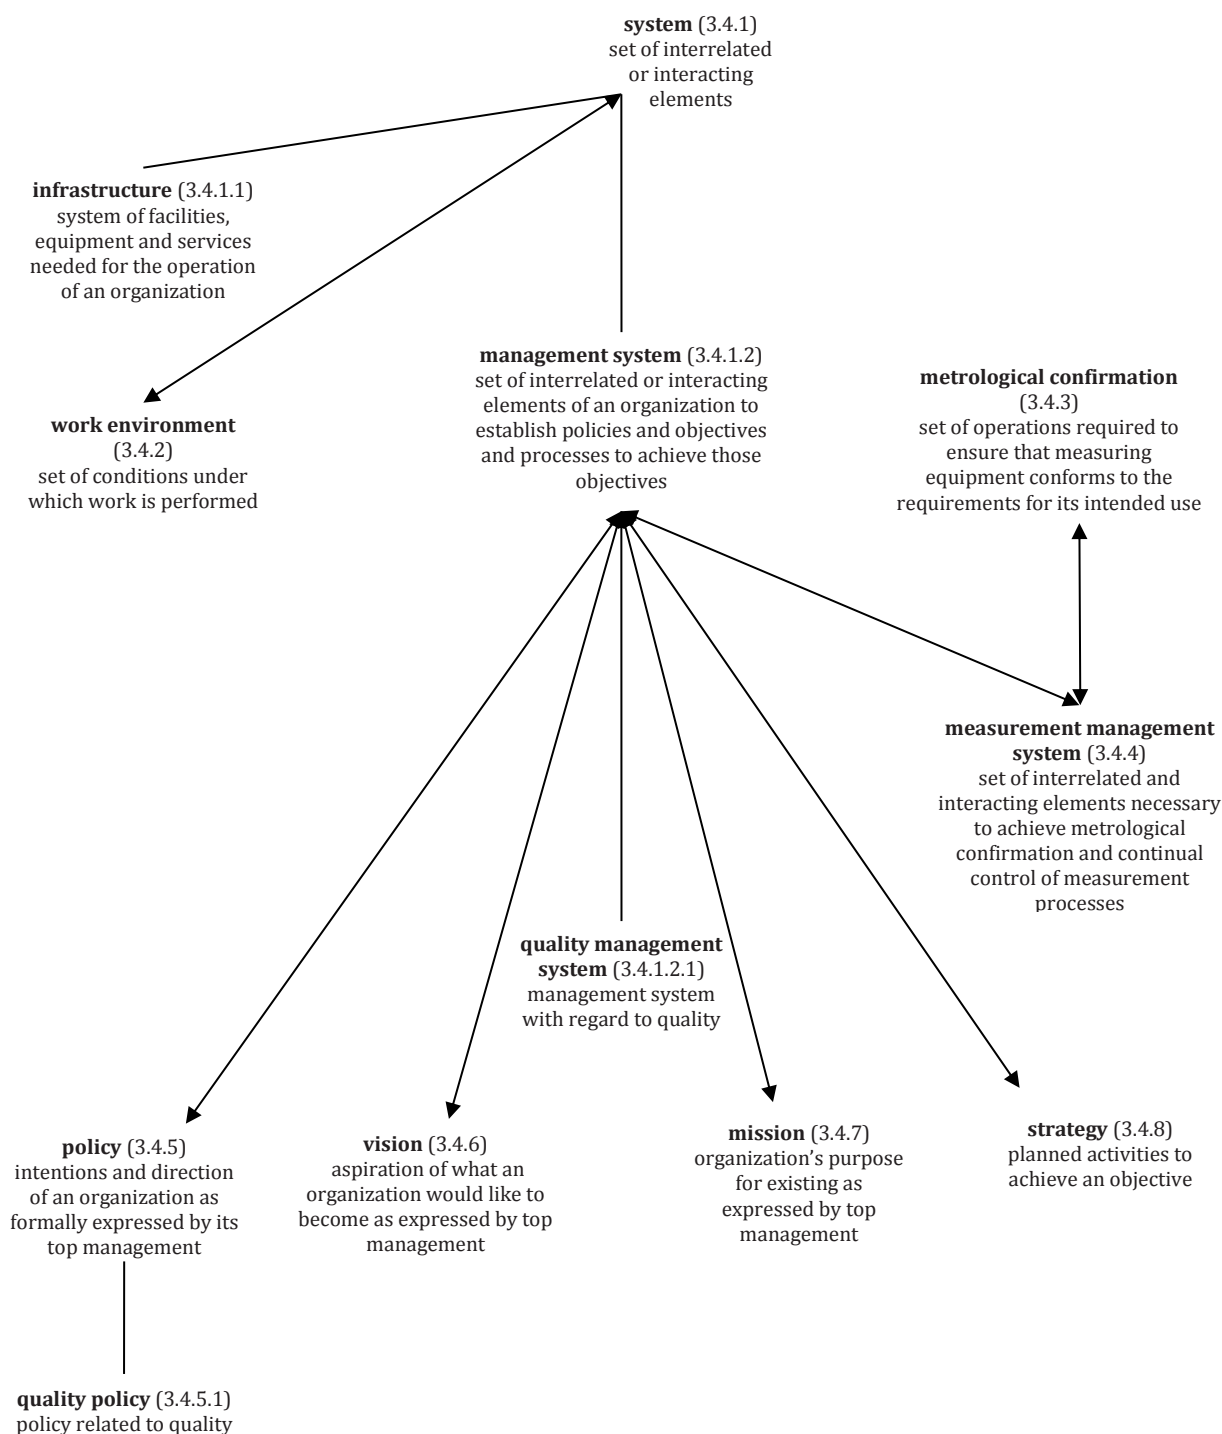 system (3.4.1)
set of interrelated
or interacting
elements
infrastructure (3.4.1.1)
system of facilities,
equipment and services
needed for the operation
of an organization
work environment
(3.4.2)
set of conditions under
which work is performed
management system (3.4.1.2)
set of interrelated or interacting
elements of an organization to
establish policies and objectives
and processes to achieve those
objectives
metrological confirmation
(3.4.3)
set of operations required to
ensure that measuring
equipment conforms to the
requirements for its intended use
measurement management
system (3.4.4)
set of interrelated and
interacting elements necessary
to achieve metrological
confirmation and continual
control of measurement
processes
quality management
system (3.4.1.2.1)
management system
with regard to quality
policy (3.4.5)
intentions and direction
of an organization as
formally expressed by its
top management
vision (3.4.6)
aspiration of what an
organization would like to
become as expressed by top
management
mission (3.4.7)
organization's purpose
for existing as
expressed by top
management
strategy (3.4.8)
planned activities to
achieve an objective
quality policy (3.4.5.1)
policy related to quality